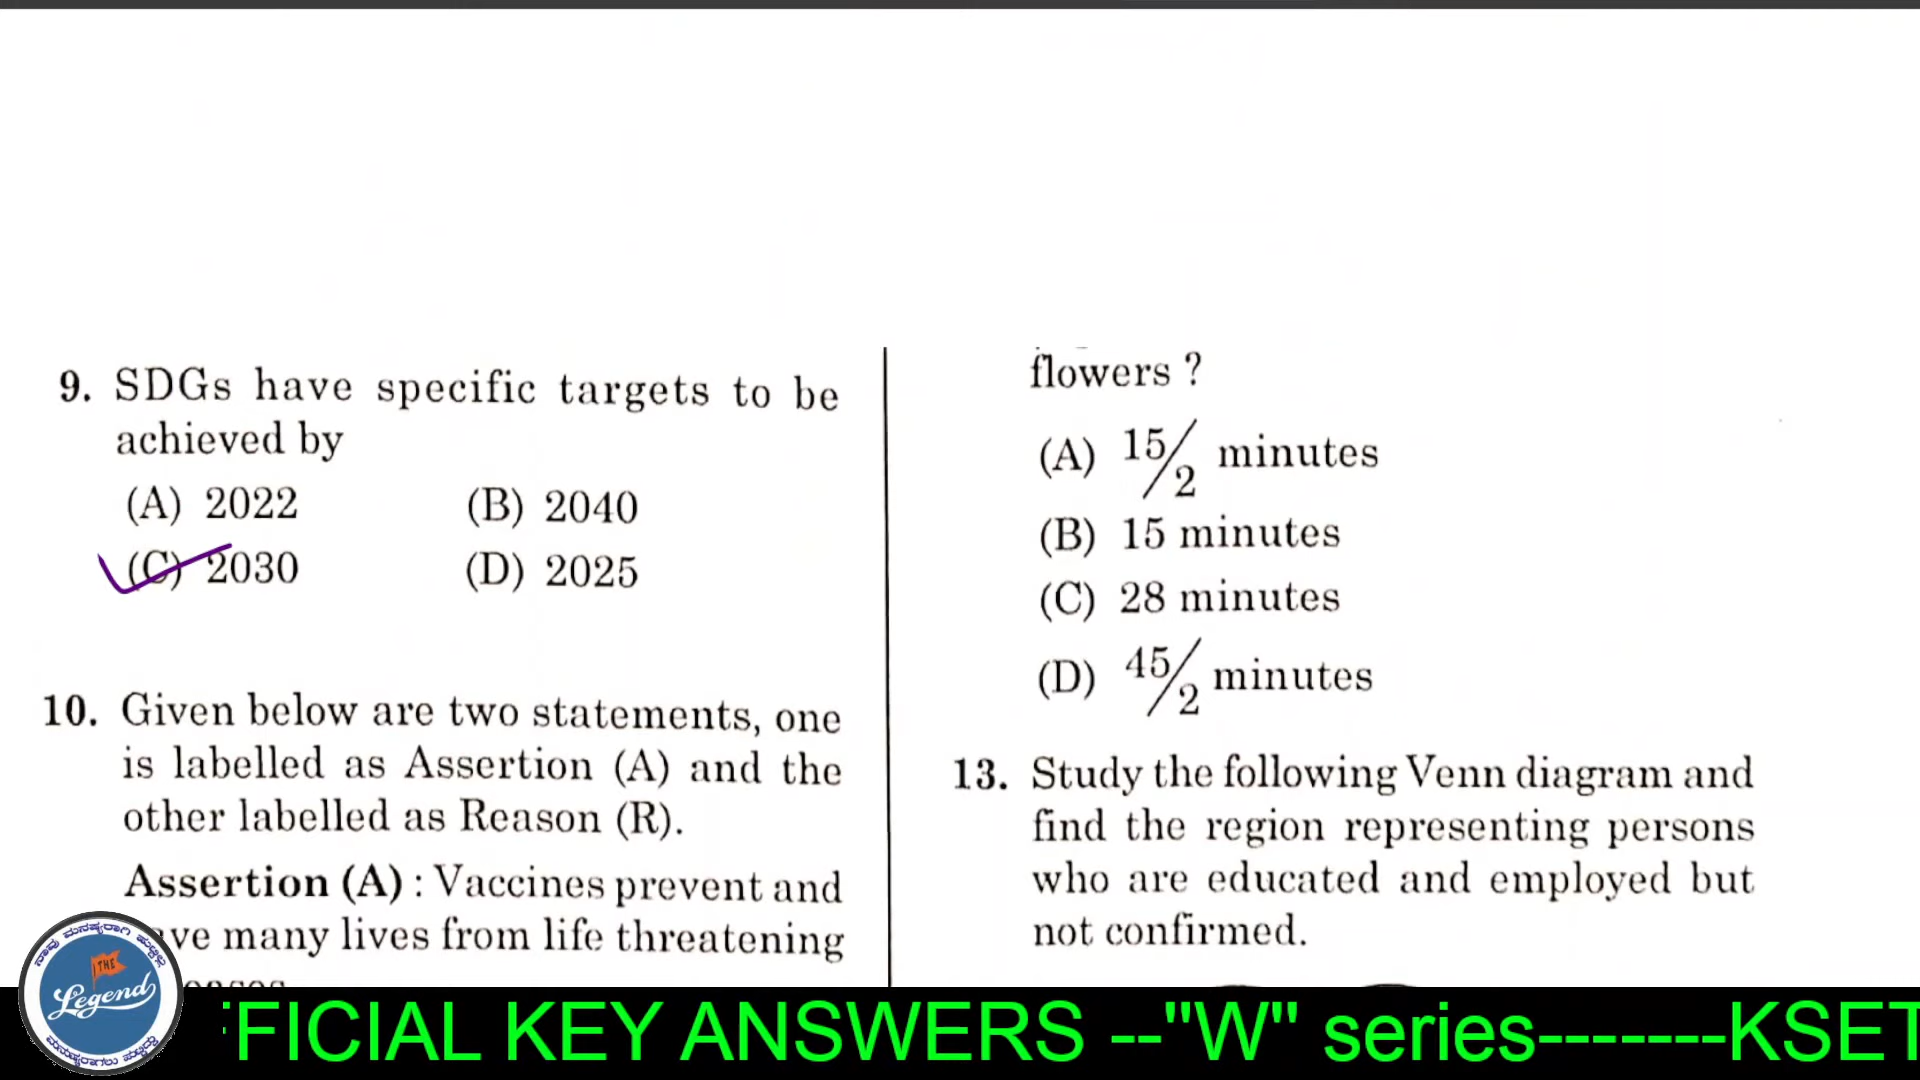 9. SDGs have specific targets to be
achieved by
(A) 2022 (B) 2040
(C) 2030 (D) 2025
10. Given below are two statements, one
is labelled as Assertion (A) and the
other labelled as Reason (R).
Assertion (A) : Vaccines prevent and
many lives from life threatening
flowers ?
(A) 15/2 minutes
(B) 15 minutes
(C) 28 minutes
(D) 45/2 minutes
13. Study the following Venn diagram and
find the region representing persons
who are educated and employed but
not confirmed.
THE
Legend
FFICIAL KEY ANSWERS --"W" series-------KSET